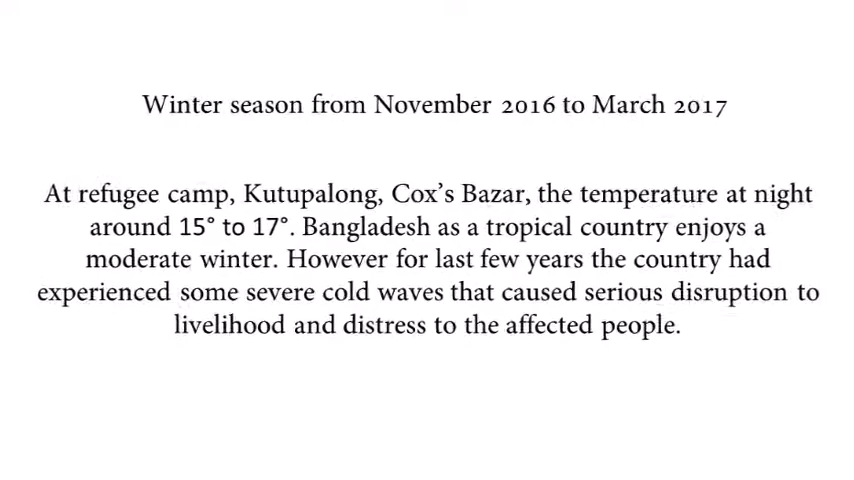 Winter season from November 2016 to March 2017
At refugee camp, Kutupalong, Cox's Bazar, the temperature at night
around 15° to 17°. Bangladesh as a tropical country enjoys a
moderate winter. However for last few years the country had
experienced some severe cold waves that caused serious disruption to
livelihood and distress to the affected people.